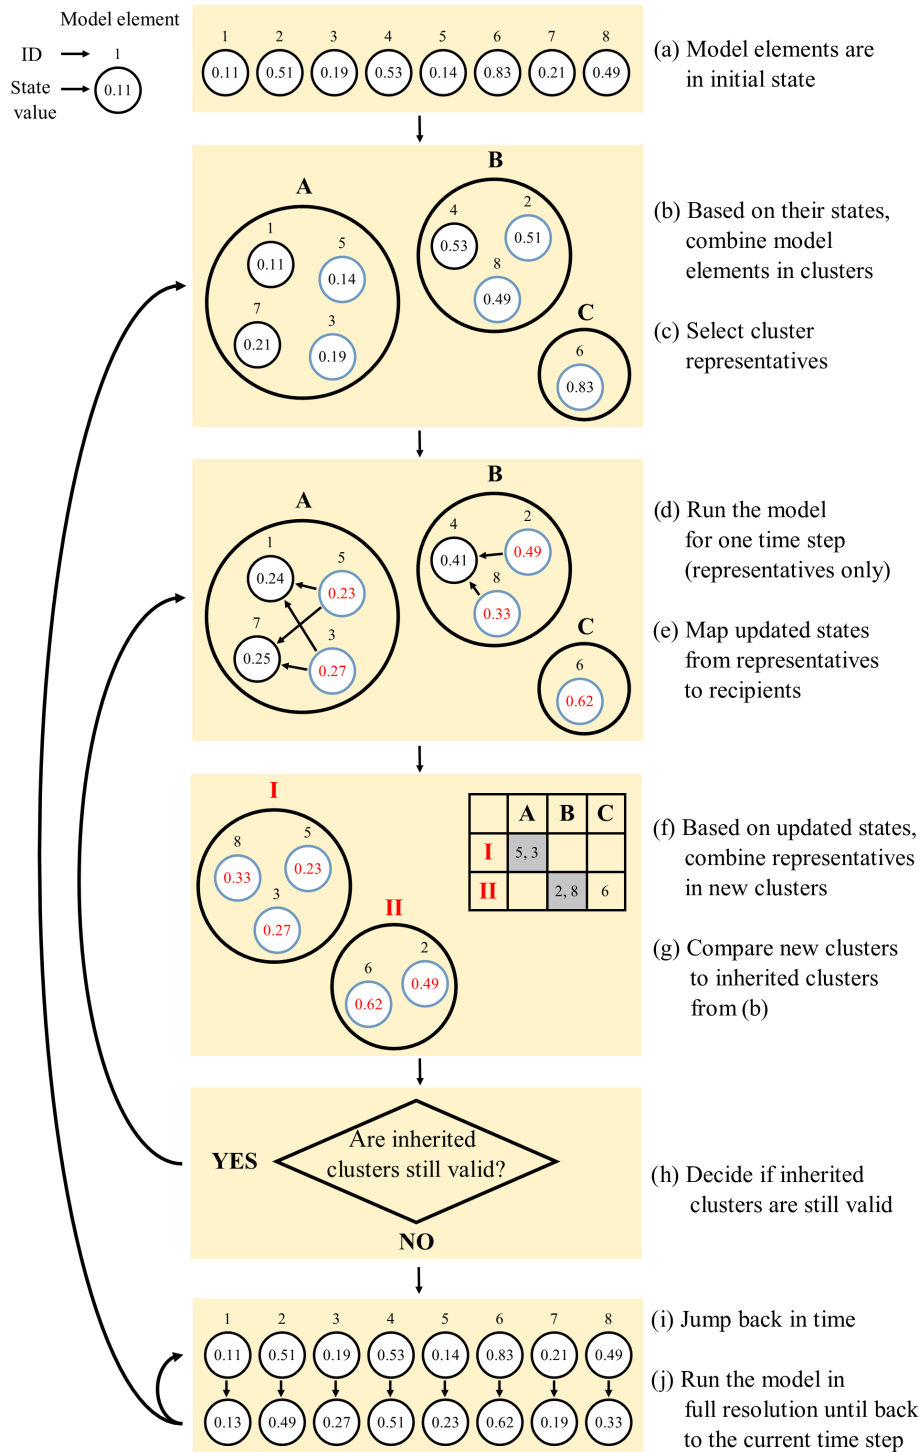 Model element
ID
1
State
value
0.11
1 2 3 4 5 6 7 8
0.11 0.51 0.19 0.53 0.14 0.83 0.21 0.49
(a) Model elements are
in initial state
A
1
0.11
5
0.14
7
0.21
3
0.19
B
4
0.53
2
0.51
8
0.49
C
6
0.83
(b) Based on their states,
combine model
elements in clusters
(c) Select cluster
representatives
A
1
0.24
5
0.23
7
0.25
3
0.27
B
4
0.41
2
0.49
8
0.33
C
6
0.62
(d) Run the model
for one time step
(representatives only)
(e) Map updated states
from representatives
to recipients
I
8
0.33
5
0.23
3
0.27
II
6
0.62
2
0.49
A B C
I 5, 3
II 2, 8 6
(f) Based on updated states,
combine representatives
in new clusters
(g) Compare new clusters
to inherited clusters
from (b)
YES
Are inherited
clusters still valid?
NO
(h) Decide if inherited
clusters are still valid
1 2 3 4 5 6 7 8
0.11 0.51 0.19 0.53 0.14 0.83 0.21 0.49
0.13 0.49 0.27 0.51 0.23 0.62 0.19 0.33
(i) Jump back in time
(j) Run the model in
full resolution until back
to the current time step